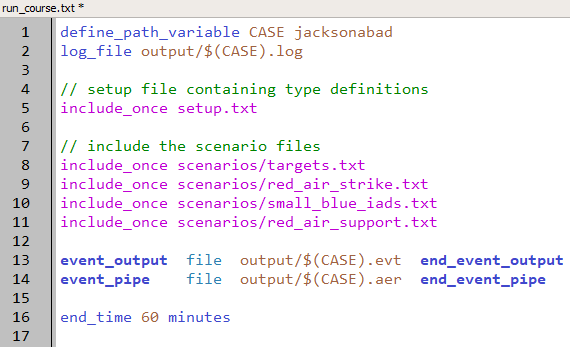 run_course.txt *
1 define_path_variable CASE jacksonabad
2 log_file output/$(CASE).log
3
4 // setup file containing type definitions
5 include_once setup.txt
6
7 // include the scenario files
8 include_once scenarios/targets.txt
9 include_once scenarios/red_air_strike.txt
10 include_once scenarios/small_blue_iads.txt
11 include_once scenarios/red_air_support.txt
12
13 event_output file output/$(CASE).evt end_event_output
14 event_pipe file output/$(CASE).aer end_event_pipe
15
16 end_time 60 minutes
17